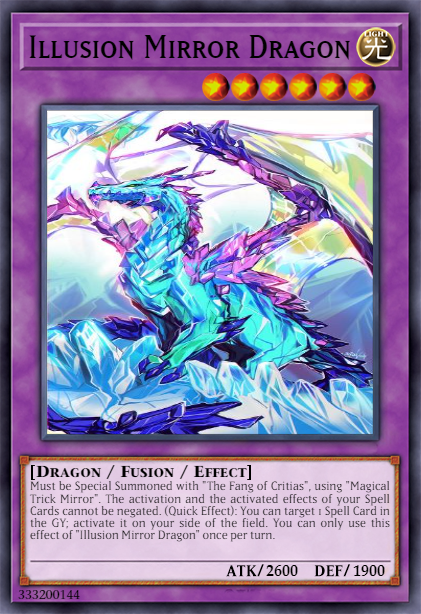 ILLUSION MIRROR DRAGON
LIGHT
光
[DRAGON / FUSION / EFFECT]
Must be Special Summoned with "The Fang of Critias", using "Magical
Trick Mirror". The activation and the activated effects of your Spell
Cards cannot be negated. (Quick Effect): You can target 1 Spell Card in
the GY; activate it on your side of the field. You can only use this
effect of "Illusion Mirror Dragon" once per turn.
ATK/2600 DEF/1900
333200144